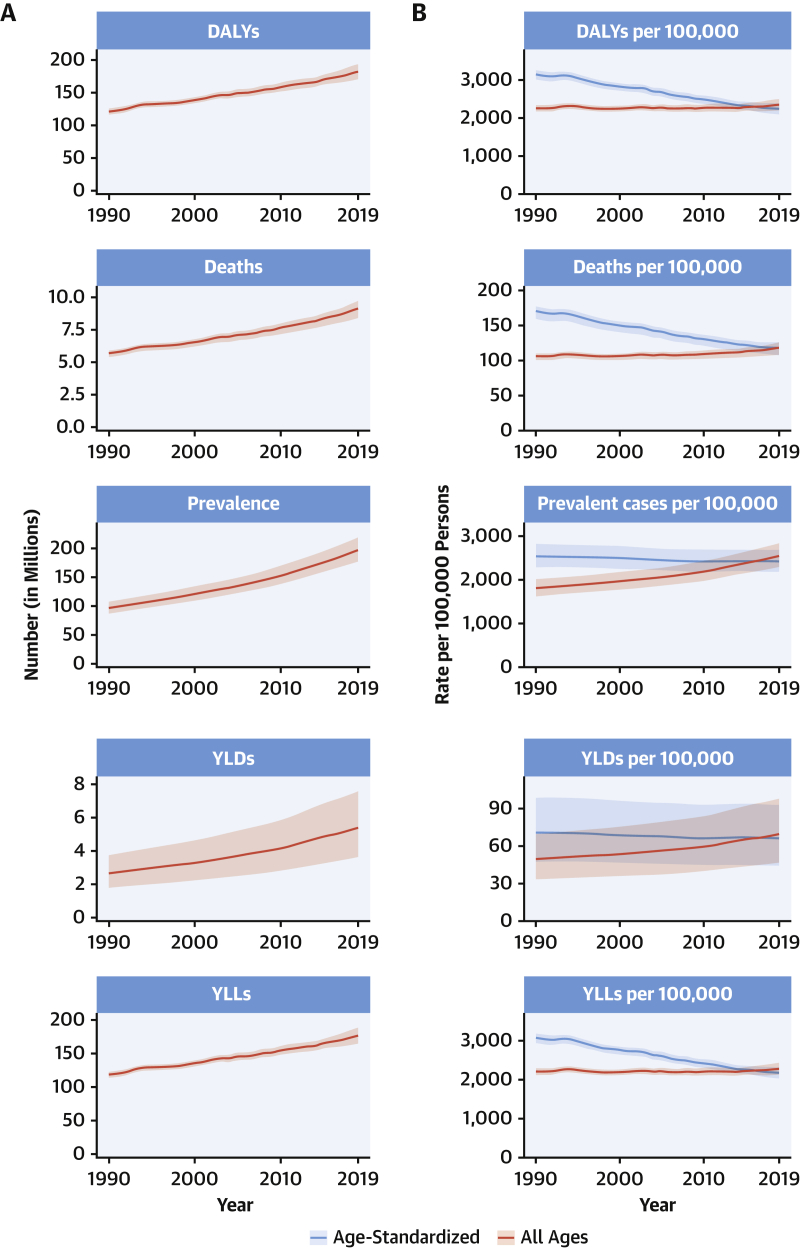 A
B
DALYs
200
150
100
50
0
1990 2000 2010 2019
DALYs per 100,000
3,000
2,000
1,000
0
1990 2000 2010 2019
Deaths
10.0
7.5
5.0
2.5
0.0
1990 2000 2010 2019
Deaths per 100,000
200
150
100
50
0
1990 2000 2010 2019
Number (in Millions)
Prevalence
200
150
100
50
0
1990 2000 2010 2019
Rate per 100,000 Persons
Prevalent cases per 100,000
3,000
2,000
1,000
0
1990 2000 2010 2019
YLDs
8
6
4
2
0
1990 2000 2010 2019
YLDs per 100,000
90
60
30
0
1990 2000 2010 2019
YLLs
200
150
100
50
0
1990 2000 2010 2019
Year
YLLs per 100,000
3,000
2,000
1,000
0
1990 2000 2010 2019
Year
Age-Standardized All Ages